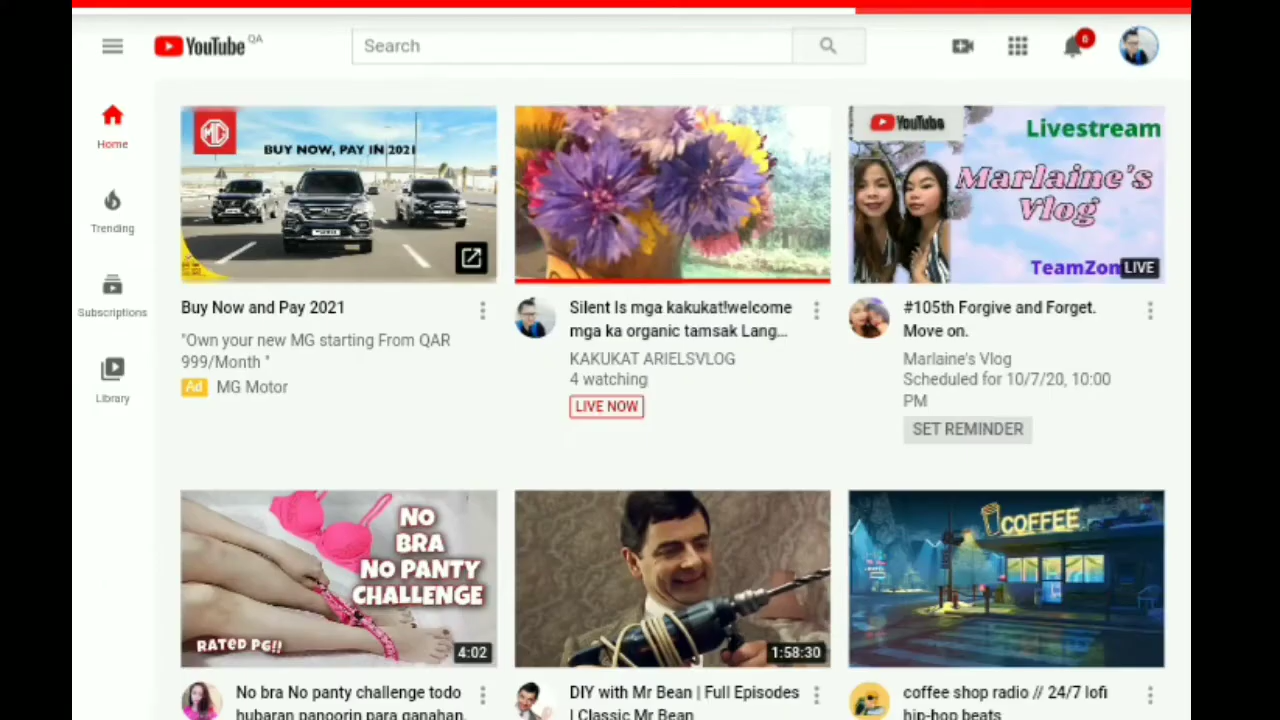 YouTube QA
Search
6
Home
Trending
Subscriptions
Library
MG
BUY NOW, PAY IN 2021
Buy Now and Pay 2021
"Own your new MG starting From QAR
999/Month "
Ad MG Motor
Silent Is mga kakukat!welcome
mga ka organic tamsak Lang...
KAKUKAT ARIELSVLOG
4 watching
LIVE NOW
YouTube
Livestream
Marlaine's
Vlog
TeamZon
LIVE
#105th Forgive and Forget.
Move on.
Marlaine's Vlog
Scheduled for 10/7/20, 10:00
PM
SET REMINDER
NO
BRA
NO PANTY
CHALLENGE
RATED PG!!
4:02
No bra No panty challenge todo
hubaran panoorin para ganahan.
1:58:30
DIY with Mr Bean | Full Episodes
| Classic Mr Bean
COFFEE
coffee shop radio // 24/7 lofi
hip-hop beats